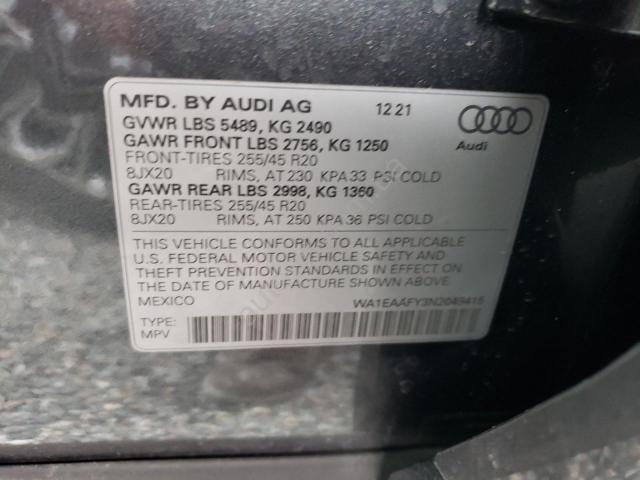 MFD. BY AUDI AG 12 21
GVWR LBS 5489, KG 2490
GAWR FRONT LBS 2756, KG 1250
Audi
FRONT-TIRES 255/45 R20
8JX20 RIMS, AT 230 KPA 33 PSI COLD
GAWR REAR LBS 2998, KG 1360
REAR-TIRES 255/45 R20
8JX20 RIMS, AT 250 KPA 36 PSI COLD
THIS VEHICLE CONFORMS TO ALL APPLICABLE
U.S. FEDERAL MOTOR VEHICLE SAFETY AND
THEFT PREVENTION STANDARDS IN EFFECT ON
THE DATE OF MANUFACTURE SHOWN ABOVE.
MEXICO WA1EAAFY3N2049415
TYPE:
MPV